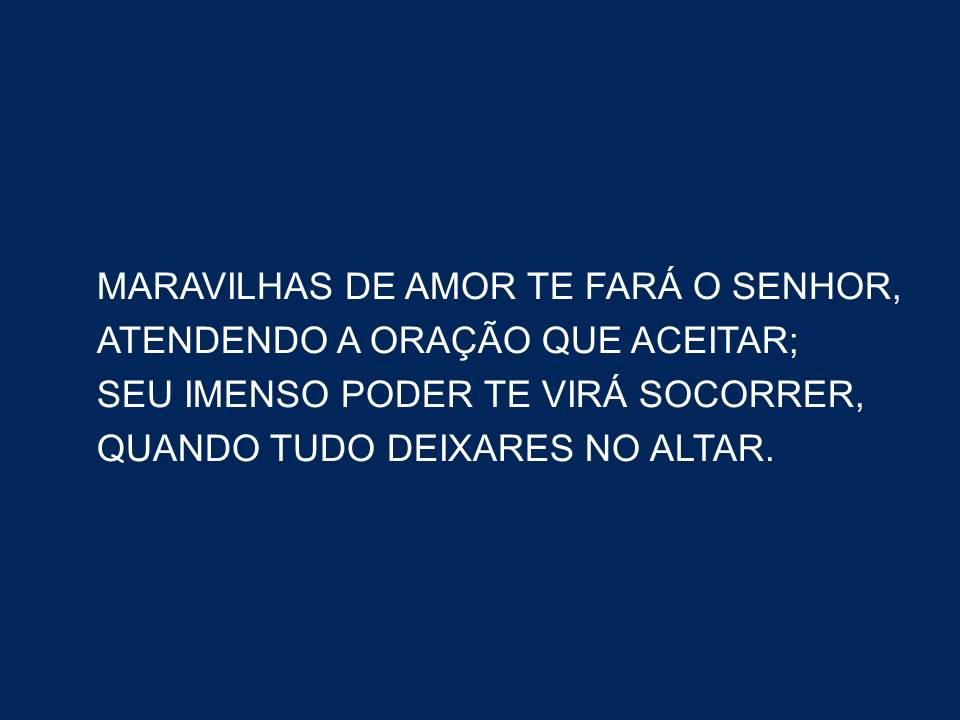 MARAVILHAS DE AMOR TE FARÁ O SENHOR,
ATENDENDO A ORAÇÃO QUE ACEITAR;
SEU IMENSO PODER TE VIRÁ SOCORRER,
QUANDO TUDO DEIXARES NO ALTAR.